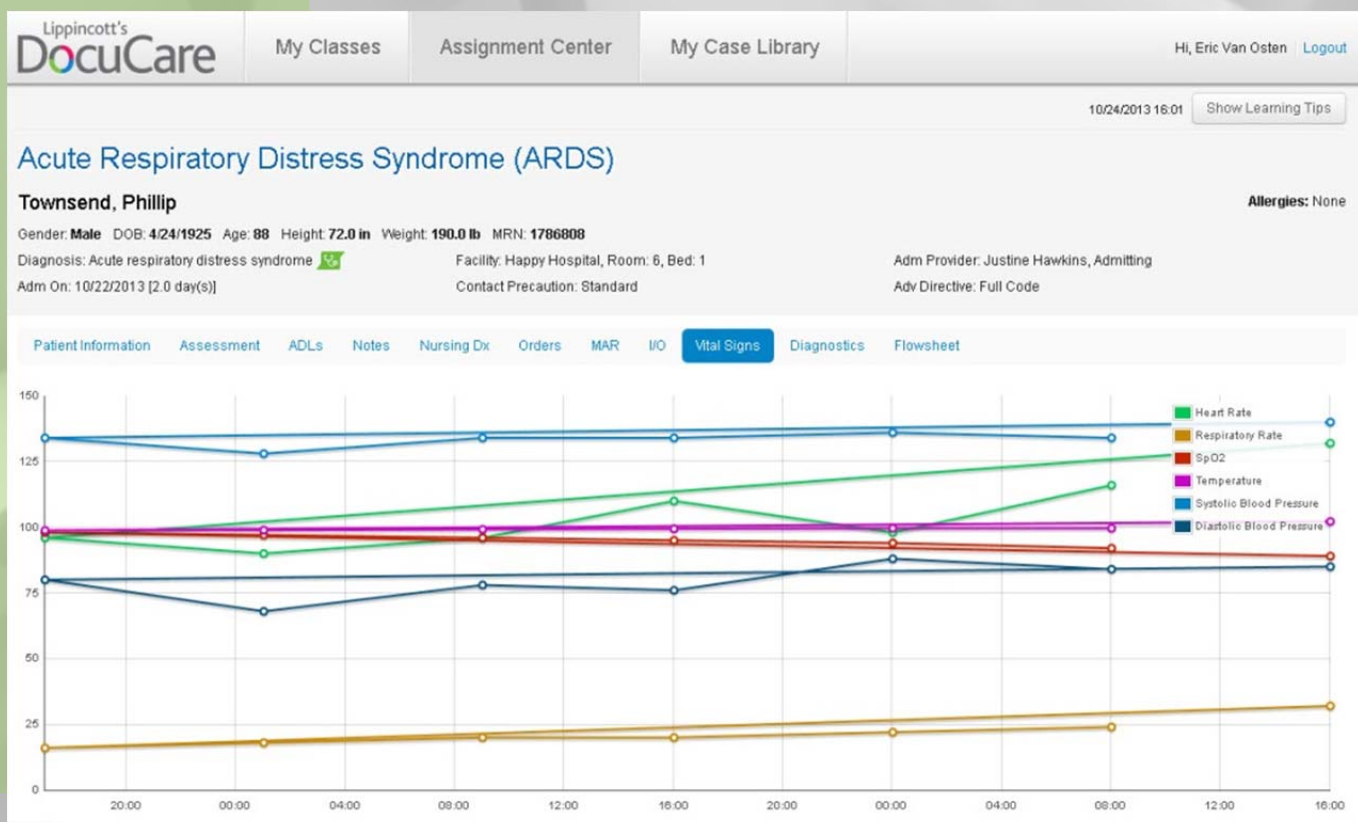 Lippincott's
DocuCare
My Classes Assignment Center My Case Library
Hi, Eric Van Osten Logout
10/24/2013 16:01 Show Learning Tips
Acute Respiratory Distress Syndrome (ARDS)
Townsend, Phillip
Allergies: None
Gender: Male DOB: 4/24/1925 Age: 88 Height: 72.0 in Weight: 190.0 lb MRN: 1786808
Diagnosis: Acute respiratory distress syndrome Facility: Happy Hospital, Room: 6, Bed: 1 Adm Provider: Justine Hawkins, Admitting
Adm On: 10/22/2013 [2.0 day(s)] Contact Precaution: Standard Adv Directive: Full Code
Patient Information Assessment ADLs Notes Nursing Dx Orders MAR I/O Vital Signs Diagnostics Flowsheet
150
125
100
75
50
25
0
Heart Rate
Respiratory Rate
SpO2
Temperature
Systolic Blood Pressure
Diastolic Blood Pressure
20:00 00:00 04:00 08:00 12:00 16:00 20:00 00:00 04:00 08:00 12:00 16:00